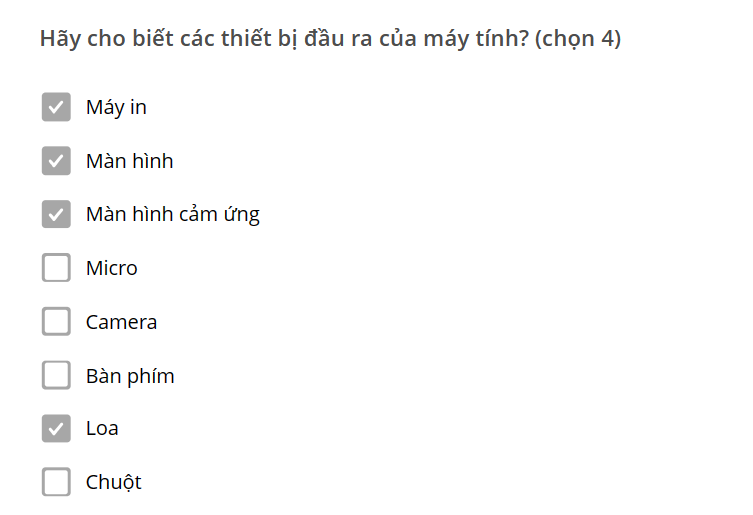 Hãy cho biết các thiết bị đầu ra của máy tính? (chọn 4)
Máy in
Màn hình
Màn hình cảm ứng
Micro
Camera
Bàn phím
Loa
Chuột